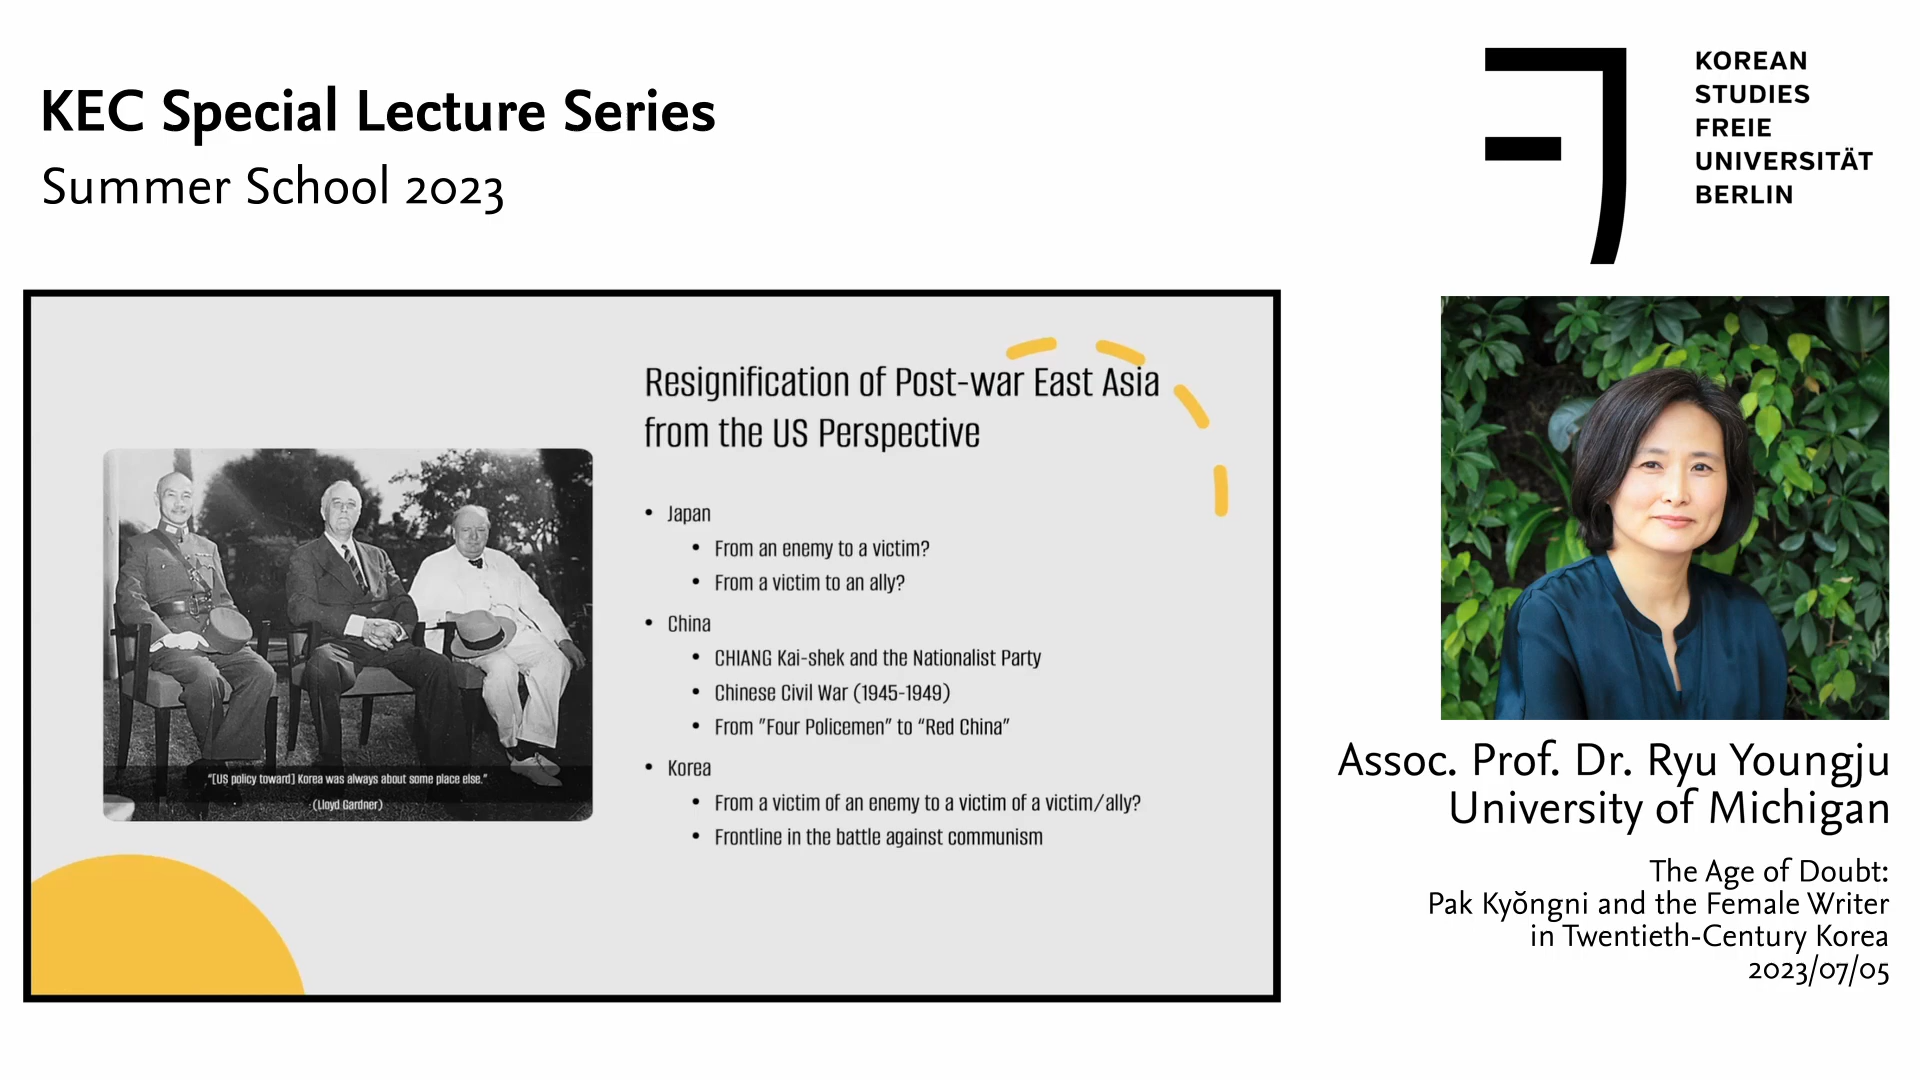 KEC Special Lecture Series
Summer School 2023
KOREAN
STUDIES
FREIE
UNIVERSITÄT
BERLIN
Resignification of Post-war East Asia
from the US Perspective
• Japan
• From an enemy to a victim?
• From a victim to an ally?
• China
• CHIANG Kai-shek and the Nationalist Party
• Chinese Civil War (1945-1949)
• From ”Four Policemen” to “Red China”
• Korea
• From a victim of an enemy to a victim of a victim/ally?
• Frontline in the battle against communism
“[US policy toward] Korea was always about some place else.”
(Lloyd Gardner)
Assoc. Prof. Dr. Ryu Youngju
University of Michigan
The Age of Doubt:
Pak Kyŏngni and the Female Writer
in Twentieth-Century Korea
2023/07/05